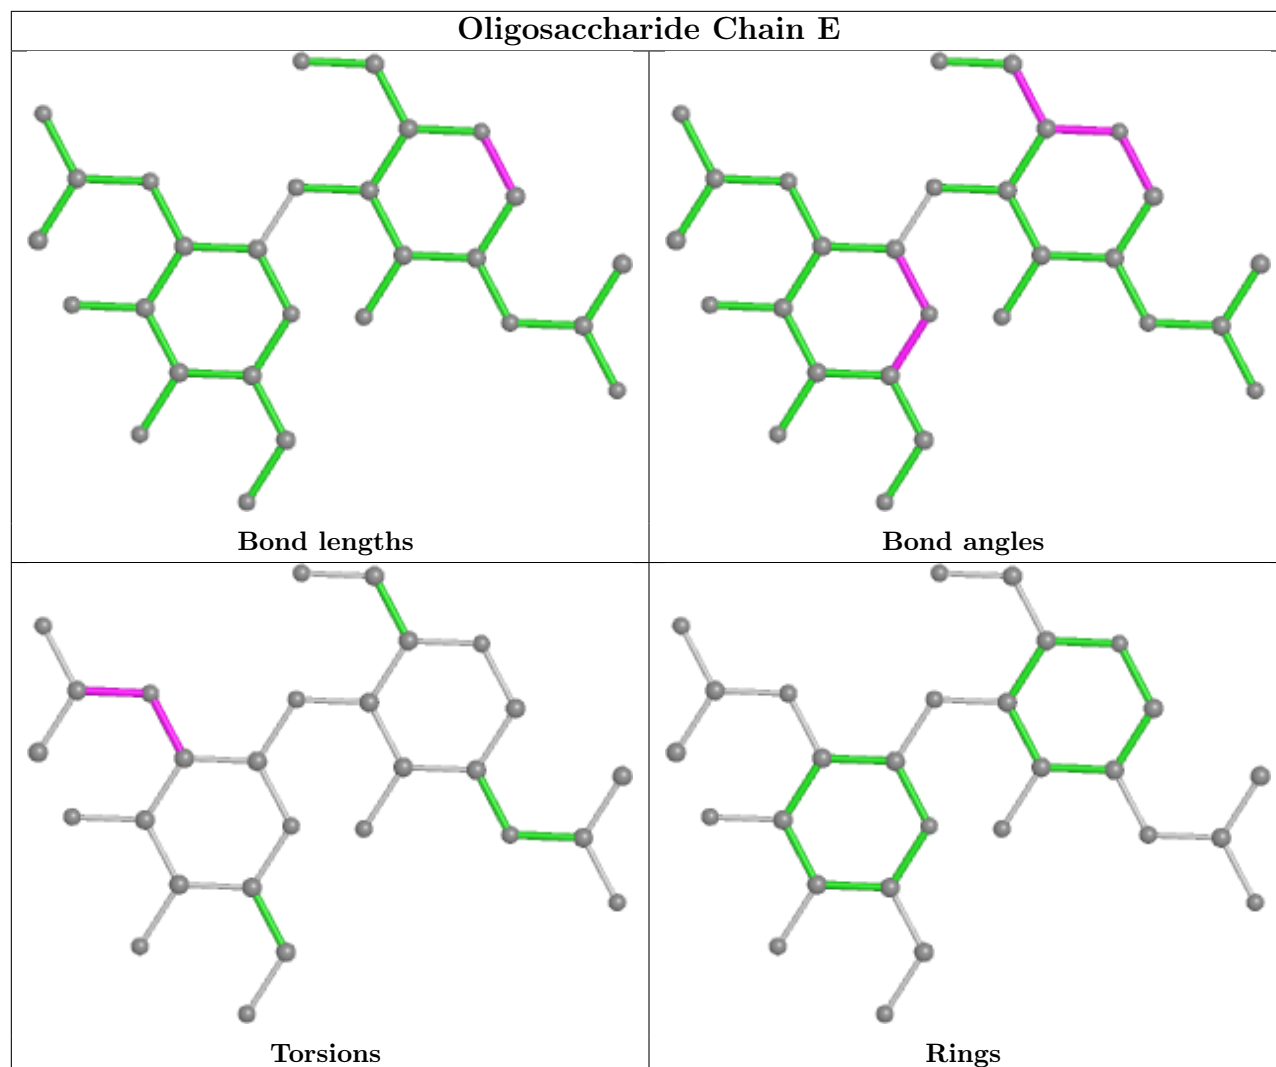 Oligosaccharide Chain E
Bond lengths
Bond angles
Torsions
Rings